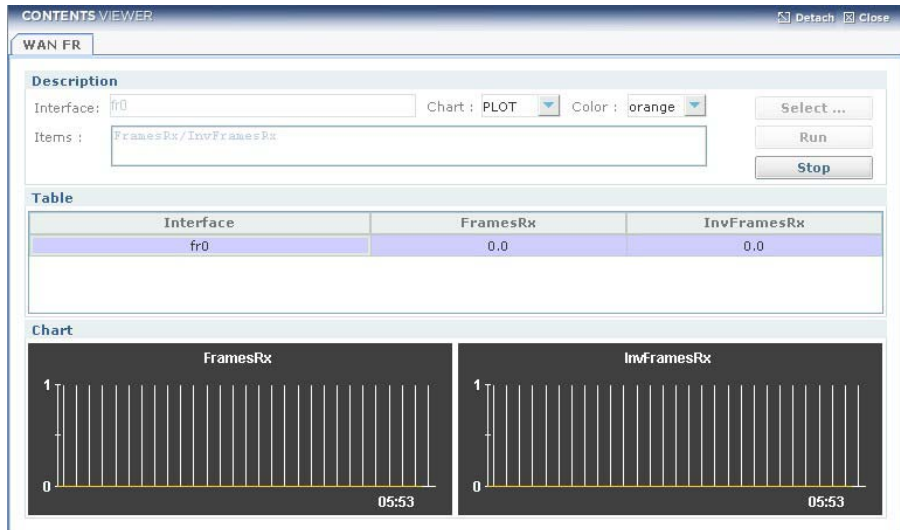 CONTENTS VIEWER
Detach Close
WAN FR
Description
Interface: fr0 Chart : PLOT Color : orange Select ...
Items : FramesRx/InvFramesRx Run
Stop
Table
Interface FramesRx InvFramesRx
fr0 0.0 0.0
Chart
FramesRx
1
0
05:53
InvFramesRx
1
0
05:53